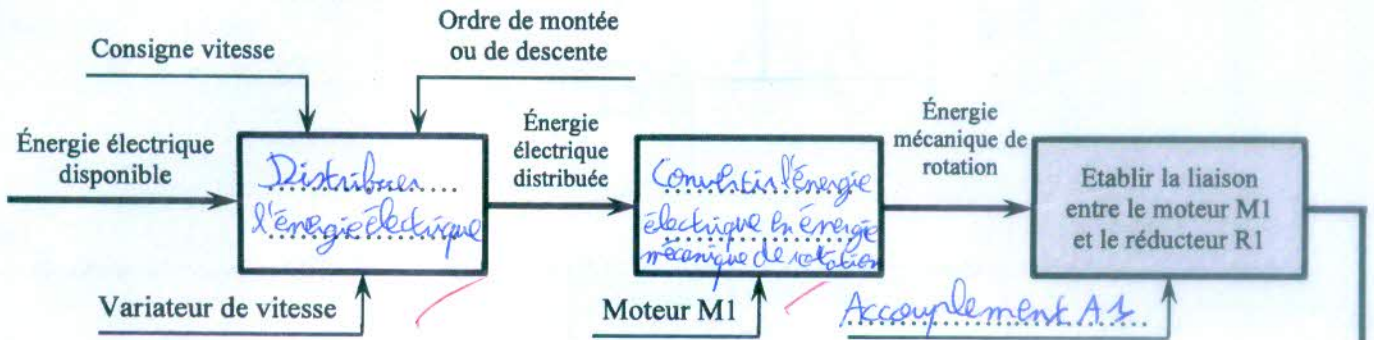 Ordre de montée
ou de descente
Consigne vitesse
Énergie électrique
disponible
Distribuer
l'énergie électrique
Énergie
électrique
distribuée
Convertir l'énergie
électrique en énergie
mécanique de rotation
Énergie
mécanique de
rotation
Etablir la liaison
entre le moteur M1
et le réducteur R1
Variateur de vitesse
Moteur M1
Accouplement A1